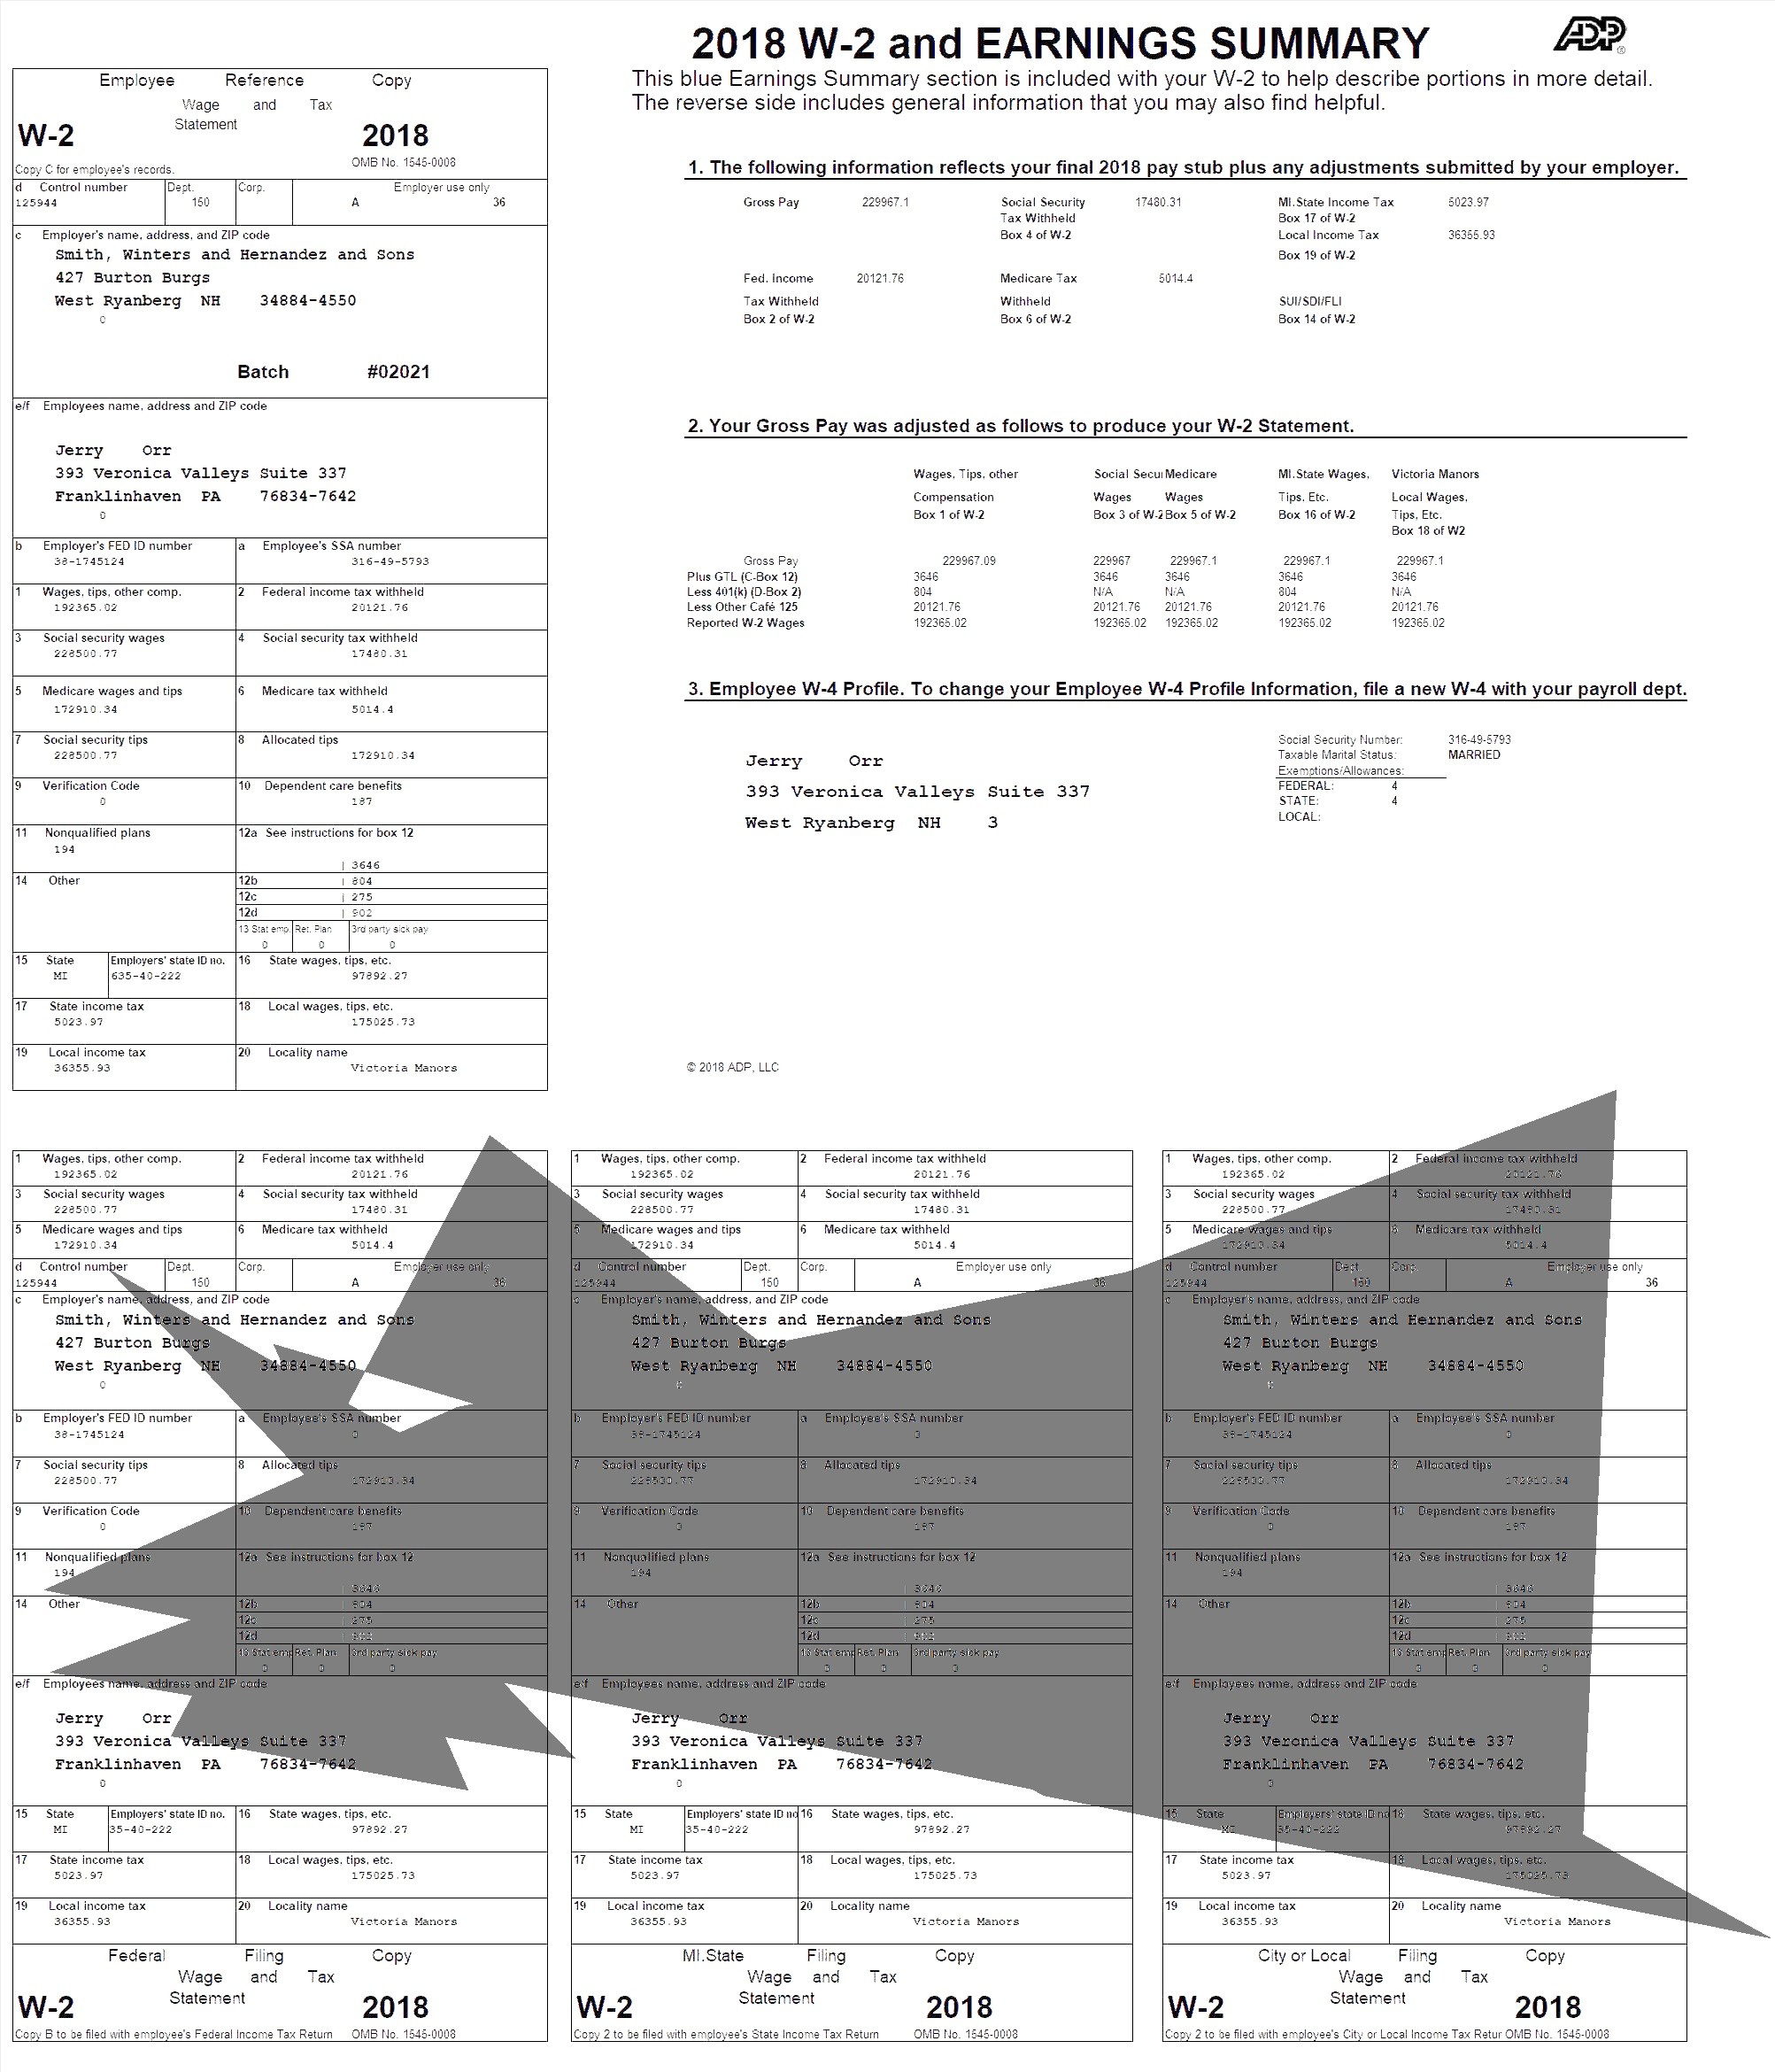 2018 W-2 and EARNINGS SUMMARY
ADP
This blue Earnings Summary section is included with your W-2 to help describe portions in more detail.
The reverse side includes general information that you may also find helpful.
Employee Reference Copy
Wage and Tax
Statement
W-2 2018
Copy C for employee's records. OMB No. 1545-0008
d Control number Dept. Corp. Employer use only
125944 150 A 36
c Employer's name, address, and ZIP code
Smith, Winters and Hernandez and Sons
427 Burton Burgs
West Ryanberg NH 34884-4550
0
Batch #02021
e/f Employees name, address and ZIP code
Jerry Orr
393 Veronica Valleys Suite 337
Franklinhaven PA 76834-7642
0
b Employer's FED ID number a Employee's SSA number
38-1745124 316-49-5793
1 Wages, tips, other comp. 2 Federal income tax withheld
192365.02 20121.76
3 Social security wages 4 Social security tax withheld
228500.77 17480.31
5 Medicare wages and tips 6 Medicare tax withheld
172910.34 5014.4
7 Social security tips 8 Allocated tips
228500.77 172910.34
9 Verification Code 10 Dependent care benefits
0 187
11 Nonqualified plans 12a See instructions for box 12
194
3646
14 Other 12b 804
12c 275
12d 902
13 Stat emp. Ret. Plan 3rd party sick pay
0 0 0
15 State Employers' state ID no. 16 State wages, tips, etc.
MI 635-40-222 97892.27
17 State income tax 18 Local wages, tips, etc.
5023.97 175025.73
19 Local income tax 20 Locality name
36355.93 Victoria Manors
1. The following information reflects your final 2018 pay stub plus any adjustments submitted by your employer.
Gross Pay 229967.1 Social Security 17480.31 MI.State Income Tax 5023.97
Tax Withheld Box 17 of W-2
Box 4 of W-2 Local Income Tax 36355.93
Box 19 of W-2
Fed. Income 20121.76 Medicare Tax 5014.4
Tax Withheld Withheld SUI/SDI/FLI
Box 2 of W-2 Box 6 of W-2 Box 14 of W-2
2. Your Gross Pay was adjusted as follows to produce your W-2 Statement.
Wages, Tips, other Social Secu Medicare MI.State Wages, Victoria Manors
Compensation Wages Wages Tips, Etc. Local Wages,
Box 1 of W-2 Box 3 of W-2 Box 5 of W-2 Box 16 of W-2 Tips, Etc.
Box 18 of W2
Gross Pay 229967.09 229967 229967.1 229967.1 229967.1
Plus GTL (C-Box 12) 3646 3646 3646 3646 3646
Less 401(k) (D-Box 2) 804 N/A N/A 804 N/A
Less Other Café 125 20121.76 20121.76 20121.76 20121.76 20121.76
Reported W-2 Wages 192365.02 192365.02 192365.02 192365.02 192365.02
3. Employee W-4 Profile. To change your Employee W-4 Profile Information, file a new W-4 with your payroll dept.
Jerry Orr
393 Veronica Valleys Suite 337
West Ryanberg NH 3
Social Security Number: 316-49-5793
Taxable Marital Status: MARRIED
Exemptions/Allowances:
FEDERAL: 4
STATE: 4
LOCAL:
© 2018 ADP, LLC
1 Wages, tips, other comp. 2 Federal income tax withheld
192365.02 20121.76
3 Social security wages 4 Social security tax withheld
228500.77 17480.31
5 Medicare wages and tips 6 Medicare tax withheld
172910.34 5014.4
d Control number Dept. Corp. Employer use only
125944 150 A 36
c Employer's name, address, and ZIP code
Smith, Winters and Hernandez and Sons
427 Burton Burgs
West Ryanberg NH 34884-4550
0
b Employer's FED ID number a Employee's SSA number
38-1745124 0
7 Social security tips 8 Allocated tips
228500.77 172910.34
9 Verification Code 10 Dependent care benefits
0 187
11 Nonqualified plans 12a See instructions for box 12
194
3646
14 Other 12b 804
12c 275
12d 902
13 Stat emp Ret. Plan 3rd party sick pay
0 0 0
e/f Employees name, address and ZIP code
Jerry Orr
393 Veronica Valleys Suite 337
Franklinhaven PA 76834-7642
0
15 State Employers' state ID no. 16 State wages, tips, etc.
MI 35-40-222 97892.27
17 State income tax 18 Local wages, tips, etc.
5023.97 175025.73
19 Local income tax 20 Locality name
36355.93 Victoria Manors
Federal Filing Copy
Wage and Tax
Statement
W-2 2018
Copy B to be filed with employee's Federal Income Tax Return OMB No. 1545-0008
1 Wages, tips, other comp. 2 Federal income tax withheld
192365.02 20121.76
3 Social security wages 4 Social security tax withheld
228500.77 17480.31
5 Medicare wages and tips 6 Medicare tax withheld
172910.34 5014.4
d Control number Dept. Corp. Employer use only
125944 150 A 36
c Employer's name, address, and ZIP code
Smith, Winters and Hernandez and Sons
427 Burton Burgs
West Ryanberg NH 34884-4550
0
b Employer's FED ID number a Employee's SSA number
38-1745124 0
7 Social security tips 8 Allocated tips
228500.77 172910.34
9 Verification Code 10 Dependent care benefits
0 187
11 Nonqualified plans 12a See instructions for box 12
194
3646
14 Other 12b 804
12c 275
12d 902
13 Stat emp Ret. Plan 3rd party sick pay
0 0 0
e/f Employees name, address and ZIP code
Jerry Orr
393 Veronica Valleys Suite 337
Franklinhaven PA 76834-7642
0
15 State Employers' state ID no 16 State wages, tips, etc.
MI 35-40-222 97892.27
17 State income tax 18 Local wages, tips, etc.
5023.97 175025.73
19 Local income tax 20 Locality name
36355.93 Victoria Manors
MI.State Filing Copy
Wage and Tax
Statement
W-2 2018
Copy 2 to be filed with employee's State Income Tax Return OMB No. 1545-0008
1 Wages, tips, other comp. 2 Federal income tax withheld
192365.02 20121.76
3 Social security wages 4 Social security tax withheld
228500.77 17480.31
5 Medicare wages and tips 6 Medicare tax withheld
172910.34 5014.4
d Control number Dept. Corp. Employer use only
125944 150 A 36
c Employer's name, address, and ZIP code
Smith, Winters and Hernandez and Sons
427 Burton Burgs
West Ryanberg NH 34884-4550
0
b Employer's FED ID number a Employee's SSA number
38-1745124 0
7 Social security tips 8 Allocated tips
228500.77 172910.34
9 Verification Code 10 Dependent care benefits
0 187
11 Nonqualified plans 12a See instructions for box 12
194
3646
14 Other 12b 804
12c 275
12d 902
13 Stat emp Ret. Plan 3rd party sick pay
0 0 0
e/f Employees name, address and ZIP code
Jerry Orr
393 Veronica Valleys Suite 337
Franklinhaven PA 76834-7642
0
15 State Employers' state ID no 16 State wages, tips, etc.
MI 35-40-222 97892.27
17 State income tax 18 Local wages, tips, etc.
5023.97 175025.73
19 Local income tax 20 Locality name
36355.93 Victoria Manors
City or Local Filing Copy
Wage and Tax
Statement
W-2 2018
Copy 2 to be filed with employee's City or Local Income Tax Retur OMB No. 1545-0008